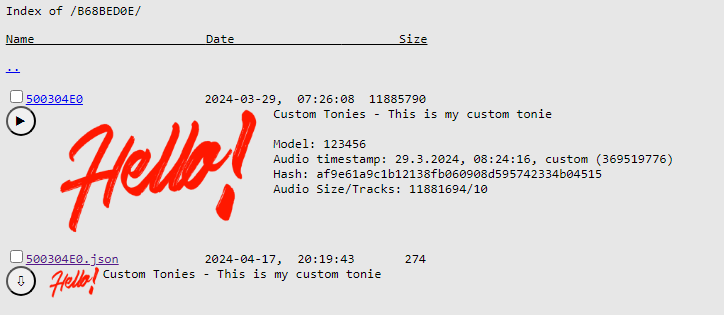 Index of /B68BED0E/
Name Date Size
..
500304E0 2024-03-29, 07:26:08 11885790
Custom Tonies - This is my custom tonie
Hello!
Model: 123456
Audio timestamp: 29.3.2024, 08:24:16, custom (369519776)
Hash: af9e61a9c1b12138fb060908d595742334b04515
Audio Size/Tracks: 11881694/10
500304E0.json 2024-04-17, 20:19:43 274
Hello! Custom Tonies - This is my custom tonie